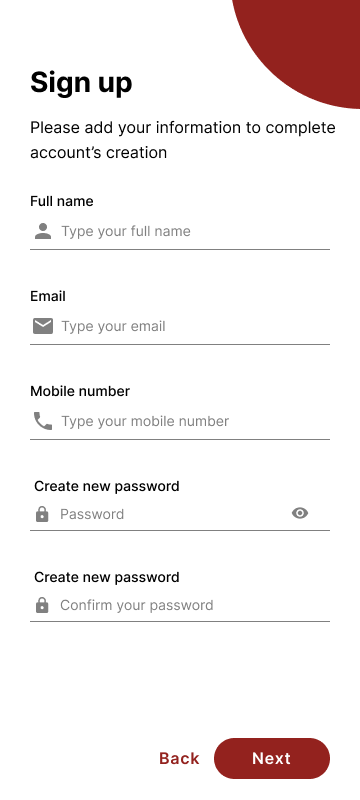 Sign up
Please add your information to complete
account’s creation
Full name
Type your full name
Email
Type your email
Mobile number
Type your mobile number
Create new password
Password
Create new password
Confirm your password
Back
Next